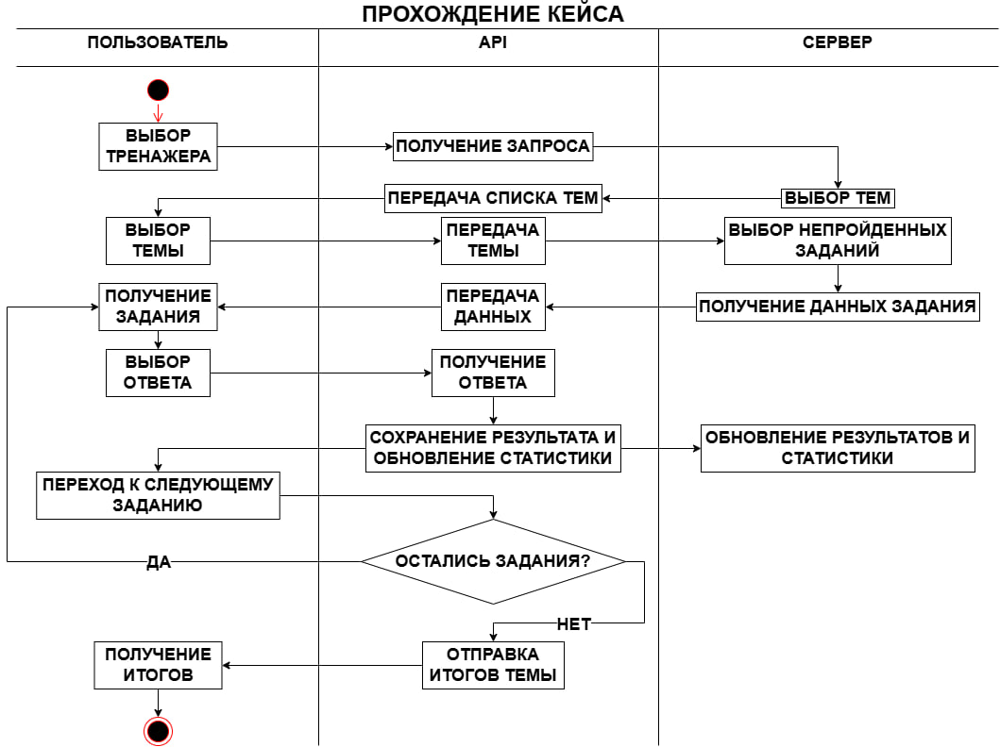 ПРОХОЖДЕНИЕ КЕЙСА
ПОЛЬЗОВАТЕЛЬ
API
СЕРВЕР
ВЫБОР
ТРЕНАЖЕРА
ПОЛУЧЕНИЕ ЗАПРОСА
ВЫБОР ТЕМ
ПЕРЕДАЧА СПИСКА ТЕМ
ВЫБОР
ТЕМЫ
ПЕРЕДАЧА
ТЕМЫ
ВЫБОР НЕПРОЙДЕННЫХ
ЗАДАНИЙ
ПОЛУЧЕНИЕ ДАННЫХ ЗАДАНИЯ
ПЕРЕДАЧА
ДАННЫХ
ПОЛУЧЕНИЕ
ЗАДАНИЯ
ВЫБОР
ОТВЕТА
ПОЛУЧЕНИЕ
ОТВЕТА
СОХРАНЕНИЕ РЕЗУЛЬТАТА И
ОБНОВЛЕНИЕ СТАТИСТИКИ
ОБНОВЛЕНИЕ РЕЗУЛЬТАТОВ И
СТАТИСТИКИ
ПЕРЕХОД К СЛЕДУЮЩЕМУ
ЗАДАНИЮ
ОСТАЛИСЬ ЗАДАНИЯ?
ДА
НЕТ
ОТПРАВКА
ИТОГОВ ТЕМЫ
ПОЛУЧЕНИЕ
ИТОГОВ